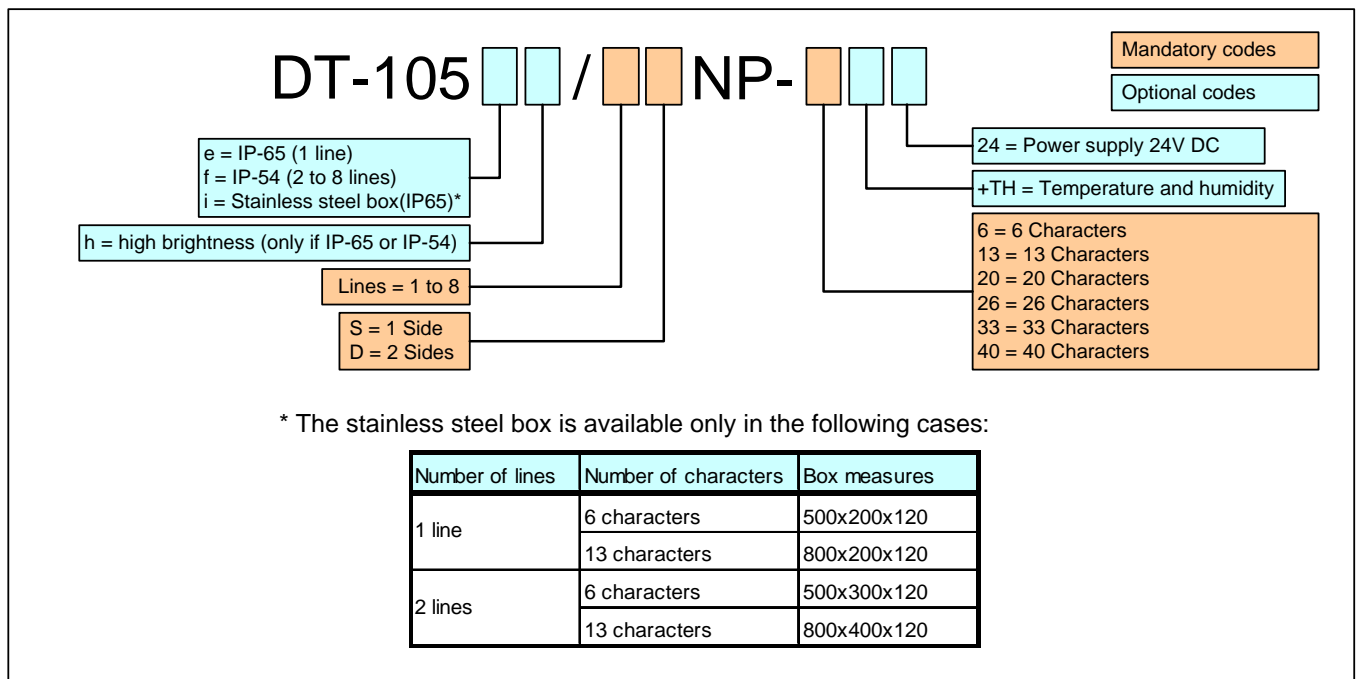 DT-105 / NP-
Mandatory codes
Optional codes
e = IP-65 (1 line)
f = IP-54 (2 to 8 lines)
i = Stainless steel box(IP65)*
h = high brightness (only if IP-65 or IP-54)
Lines = 1 to 8
S = 1 Side
D = 2 Sides
24 = Power supply 24V DC
+TH = Temperature and humidity
6 = 6 Characters
13 = 13 Characters
20 = 20 Characters
26 = 26 Characters
33 = 33 Characters
40 = 40 Characters
* The stainless steel box is available only in the following cases:
Number of lines Number of characters Box measures
1 line
6 characters 500x200x120
13 characters 800x200x120
2 lines
6 characters 500x300x120
13 characters 800x400x120